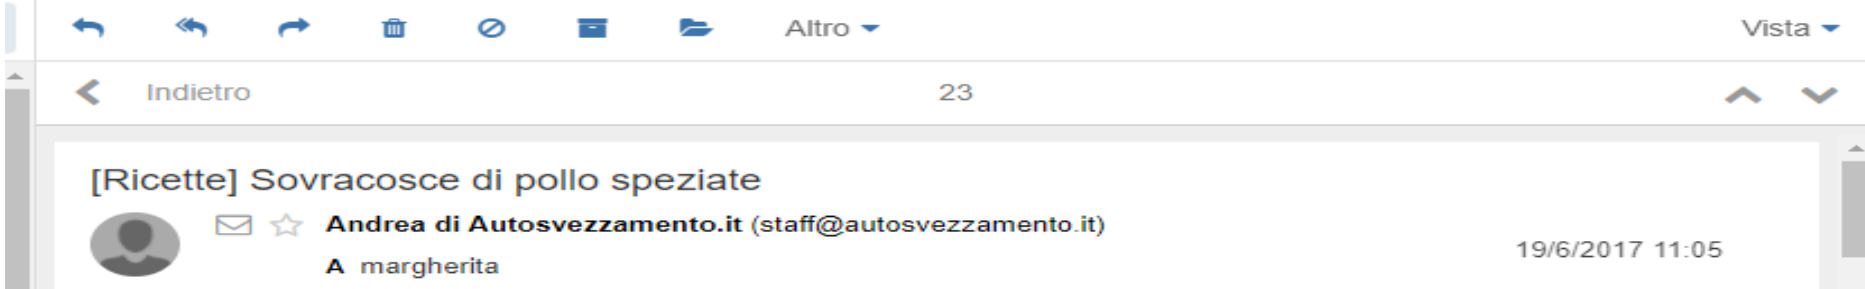 Altro Vista
Indietro 23
[Ricette] Sovracosce di pollo speziate
Andrea di Autosvezzamento.it (staff@autosvezzamento.it)
19/6/2017 11:05
A margherita